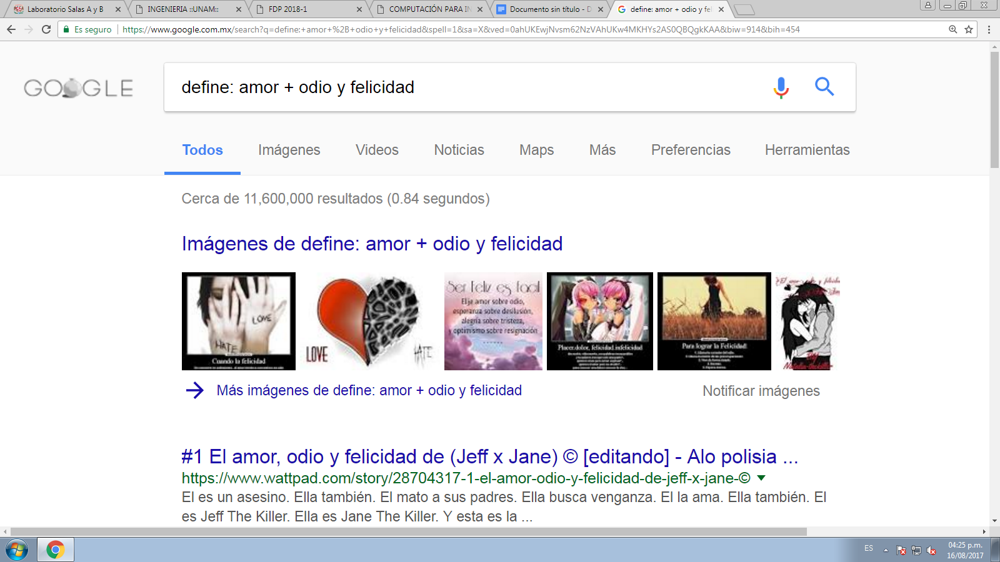 Laboratorio Salas A y B
INGENIERIA ::UNAM::
FDP 2018-1
COMPUTACIÓN PARA IN
Documento sin título - D
define: amor + odio y fel
Es seguro
https://www.google.com.mx/search?q=define:+amor+%2B+odio+y+felicidad&spell=1&sa=X&ved=0ahUKEwjNvsm62NzVAhUKw4MKHYs2AS0QBQgkKAA&biw=914&bih=454
GOOGLE
define: amor + odio y felicidad
Todos
Imágenes
Videos
Noticias
Maps
Más
Preferencias
Herramientas
Cerca de 11,600,000 resultados (0.84 segundos)
Imágenes de define: amor + odio y felicidad
LOVE
HATE
Cuando la felicidad
LOVE
HATE
Ser Feliz es facil
Elije amor sobre odio,
esperanza sobre desilusión,
alegria sobre tristeza,
y optimismo sobre resignación
......
Placer,dolor, felicidad,infelicidad
Para lograr la Felicidad!
Más imágenes de define: amor + odio y felicidad
Notificar imágenes
#1 El amor, odio y felicidad de (Jeff x Jane) © [editando] - Alo polisia ...
https://www.wattpad.com/story/28704317-1-el-amor-odio-y-felicidad-de-jeff-x-jane-©
El es un asesino. Ella también. El mato a sus padres. Ella busca venganza. El la ama. Ella también. El
es Jeff The Killer. Ella es Jane The Killer. Y esta es la ...
ES
04:25 p.m.
16/08/2017